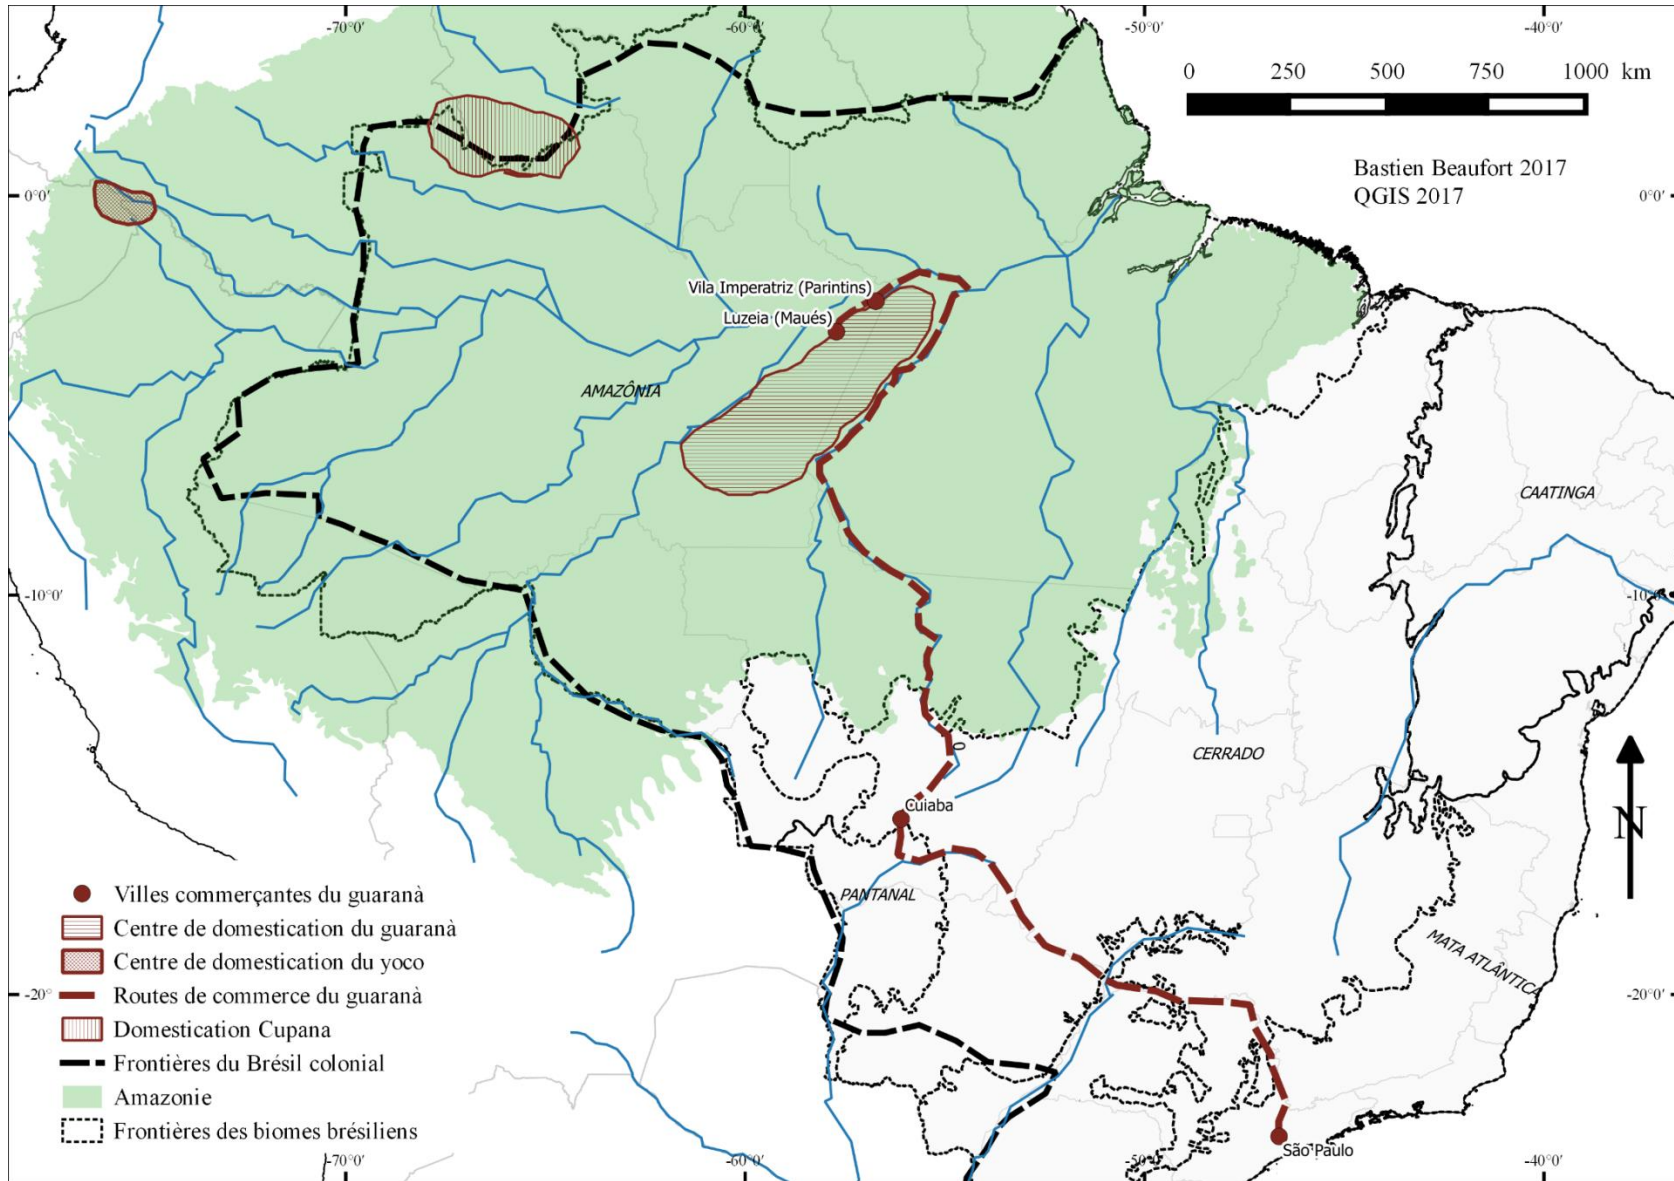 -70°0' -60°0' -50°0' -40°0'
0 250 500 750 1000 km
Bastien Beaufort 2017
QGIS 2017
0°0' 0°0'
Vila Imperatriz (Parintins)
Luzeia (Maués)
AMAZÔNIA
CAATINGA
-10°0' -10°0'
CERRADO
Cuiaba
N
PANTANAL
MATA ATLÂNTICA
Villes commerçantes du guaranà
Centre de domestication du guaranà
Centre de domestication du yoco
Routes de commerce du guaranà
Domestication Cupana
Frontières du Brésil colonial
Amazonie
Frontières des biomes brésiliens
-20° -20°0'
São Paulo
-70°0' -60°0' -50°0' -40°0'